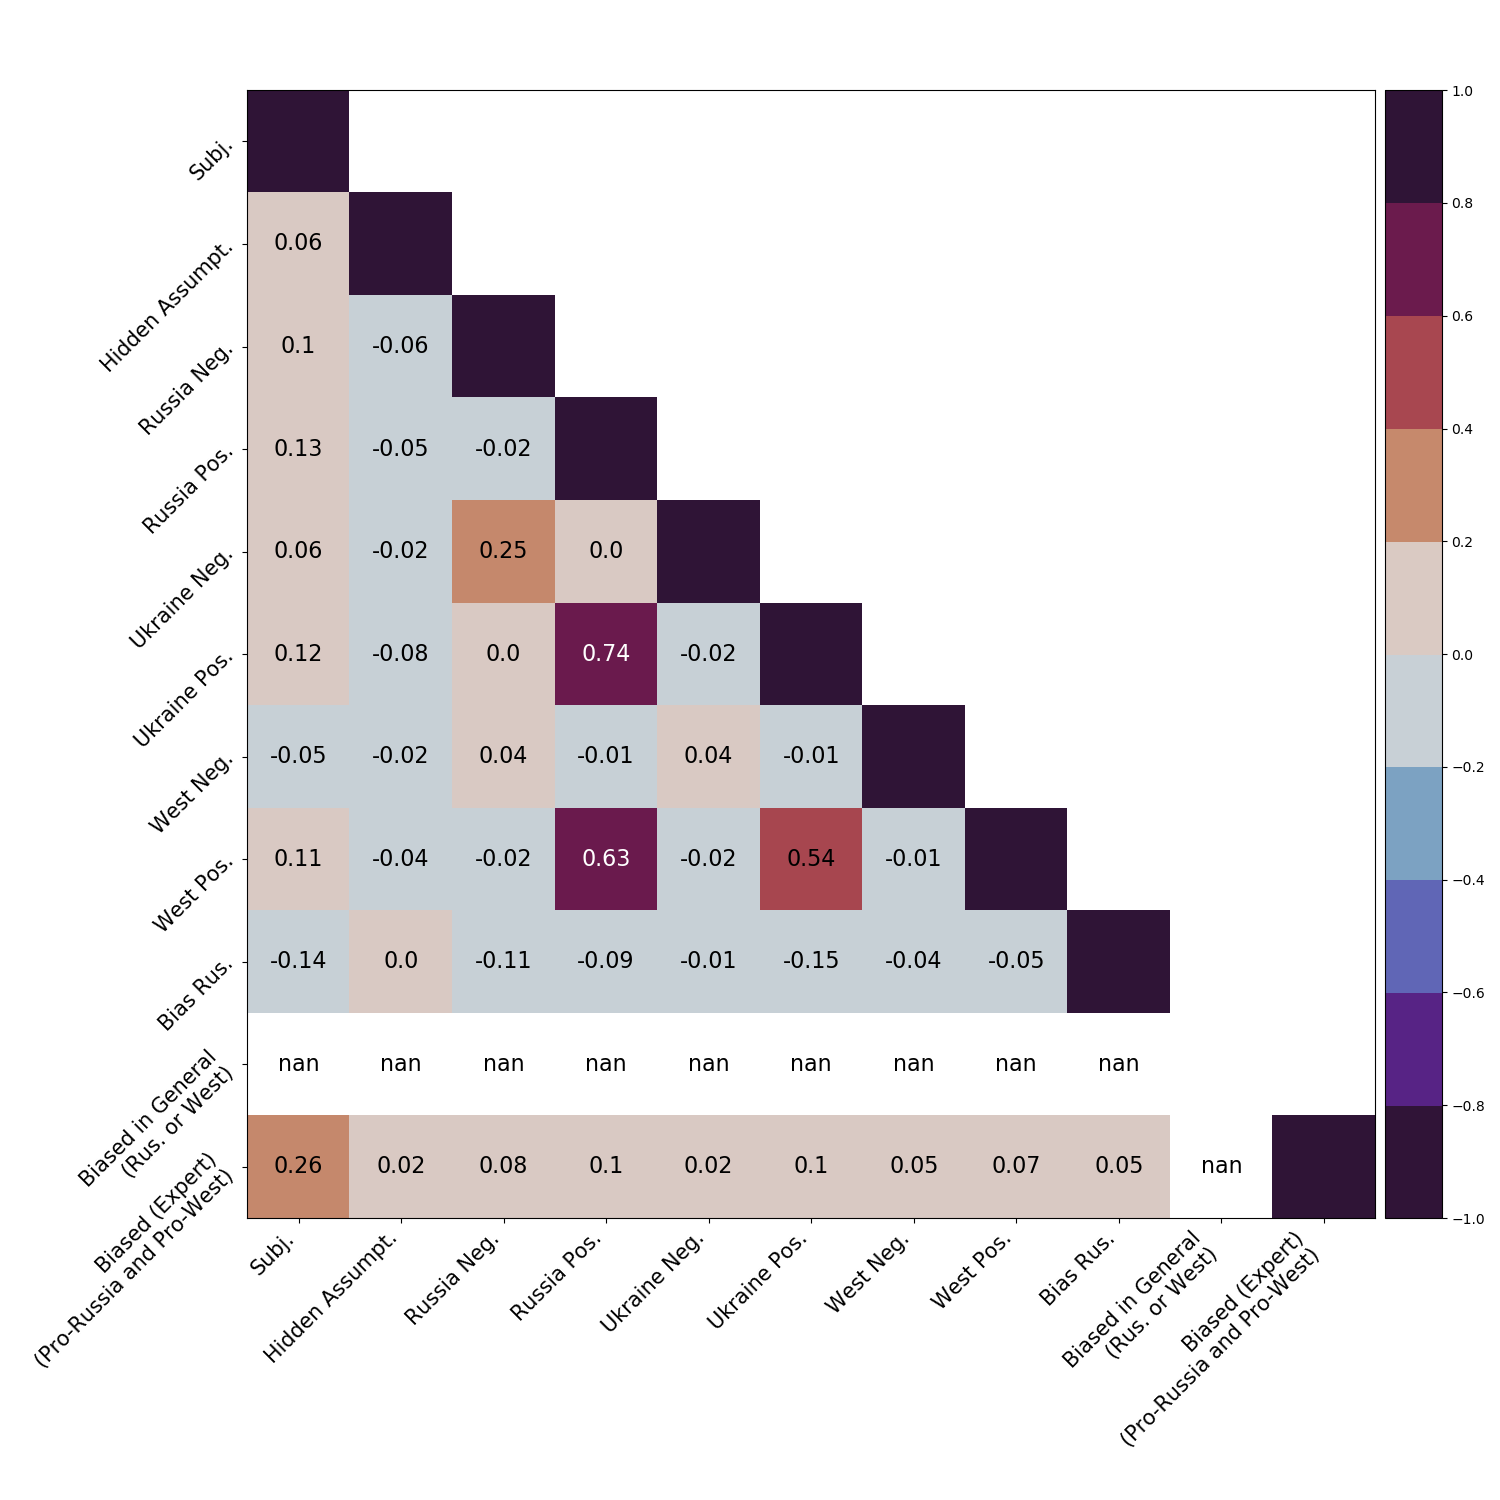 1.0
Subj.
0.8
Hidden Assumpt. 0.06
0.6
Russia Neg. 0.1 -0.06
0.4
Russia Pos. 0.13 -0.05 -0.02
0.2
Ukraine Neg. 0.06 -0.02 0.25 0.0
0.0
Ukraine Pos. 0.12 -0.08 0.0 0.74 -0.02
−0.2
West Neg. -0.05 -0.02 0.04 -0.01 0.04 -0.01
−0.4
West Pos. 0.11 -0.04 -0.02 0.63 -0.02 0.54 -0.01
−0.6
Bias Rus. -0.14 0.0 -0.11 -0.09 -0.01 -0.15 -0.04 -0.05
−0.8
Biased in General
(Rus. or West)
nan nan nan nan nan nan nan nan nan
−1.0
Biased (Expert)
(Pro-Russia and Pro-West)
0.26 0.02 0.08 0.1 0.02 0.1 0.05 0.07 0.05 nan
Subj.
Hidden Assumpt.
Russia Neg.
Russia Pos.
Ukraine Neg.
Ukraine Pos.
West Neg.
West Pos.
Bias Rus.
Biased in General
(Rus. or West)
Biased (Expert)
(Pro-Russia and Pro-West)